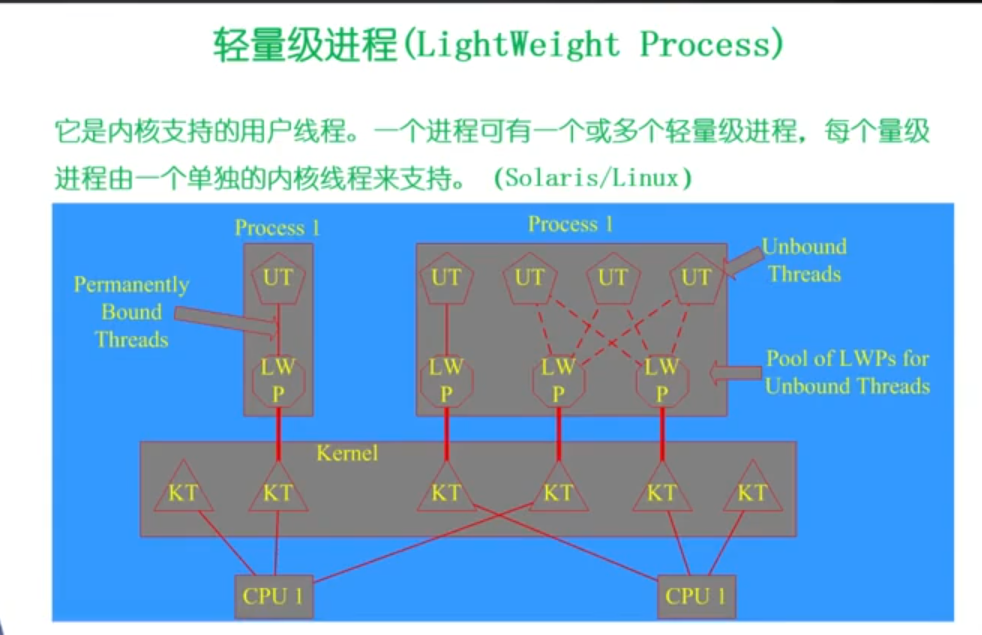 轻量级进程(LightWeight Process)
它是内核支持的用户线程。一个进程可有一个或多个轻量级进程，每个量级
进程由一个单独的内核线程来支持。（Solaris/Linux）
Process 1
Process 1
Unbound
Threads
Permanently
Bound
Threads
UT
UT
UT
UT
UT
LW
P
LW
P
LW
P
LW
P
Pool of LWPs for
Unbound Threads
Kernel
KT
KT
KT
KT
KT
KT
CPU 1
CPU 1